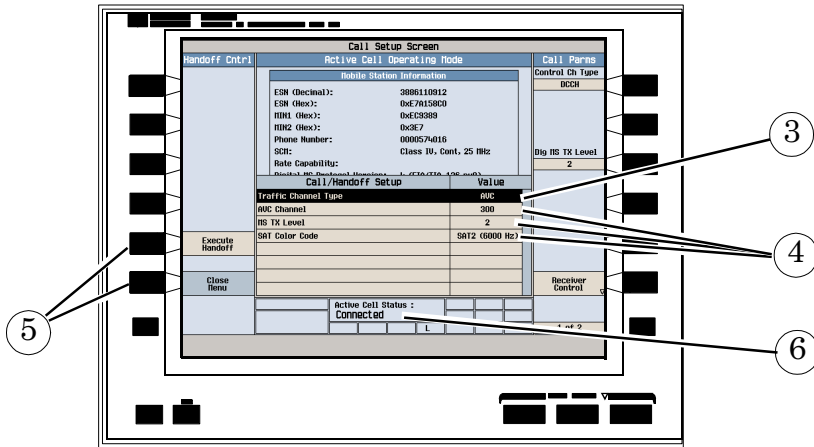 Call Setup Screen
Handoff Cntrl
Active Cell Operating Mode
Call Parms
Mobile Station Information
ESN (Decimal): 3886110912
ESN (Hex): 0xE7A158C0
MIN1 (Hex): 0xEC9389
MIN2 (Hex): 0x3E7
Phone Number: 0000574016
SCM: Class IV, Cont, 25 MHz
Rate Capability:
Control Ch Type
DCCH
Dig MS TX Level
2
Call/Handoff Setup Value
Traffic Channel Type AVC
AVC Channel 300
MS TX Level 2
SAT Color Code SAT2 (6000 Hz)
Execute
Handoff
Close
Menu
Receiver
Control
Active Cell Status :
Connected
L
1 of 2
3
4
5
6